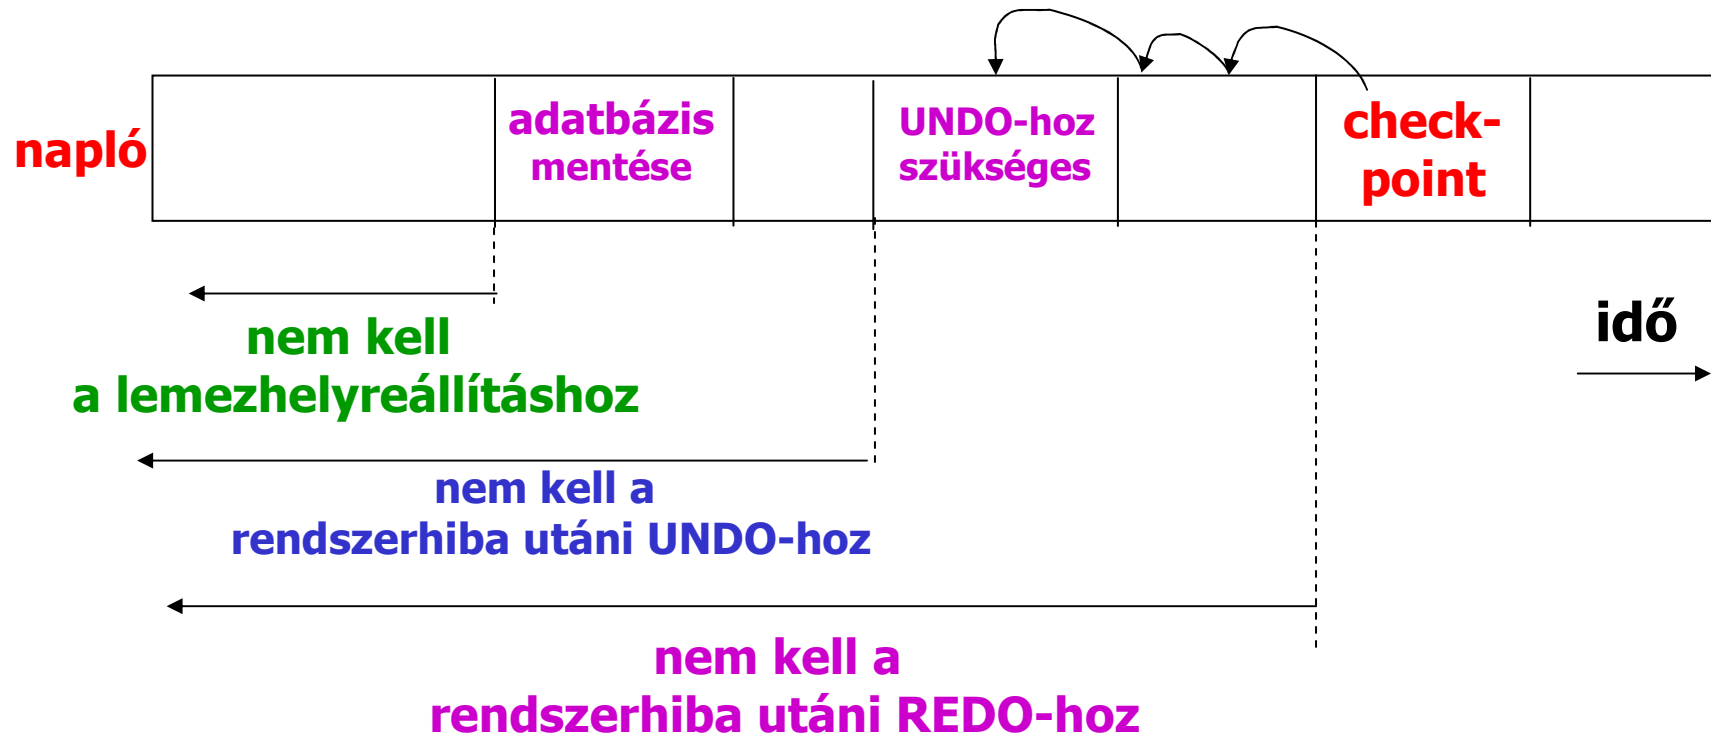 napló
adatbázis
mentése
UNDO-hoz
szükséges
check-
point
idő
nem kell
a lemezhelyreállításhoz
nem kell a
rendszerhiba utáni UNDO-hoz
nem kell a
rendszerhiba utáni REDO-hoz